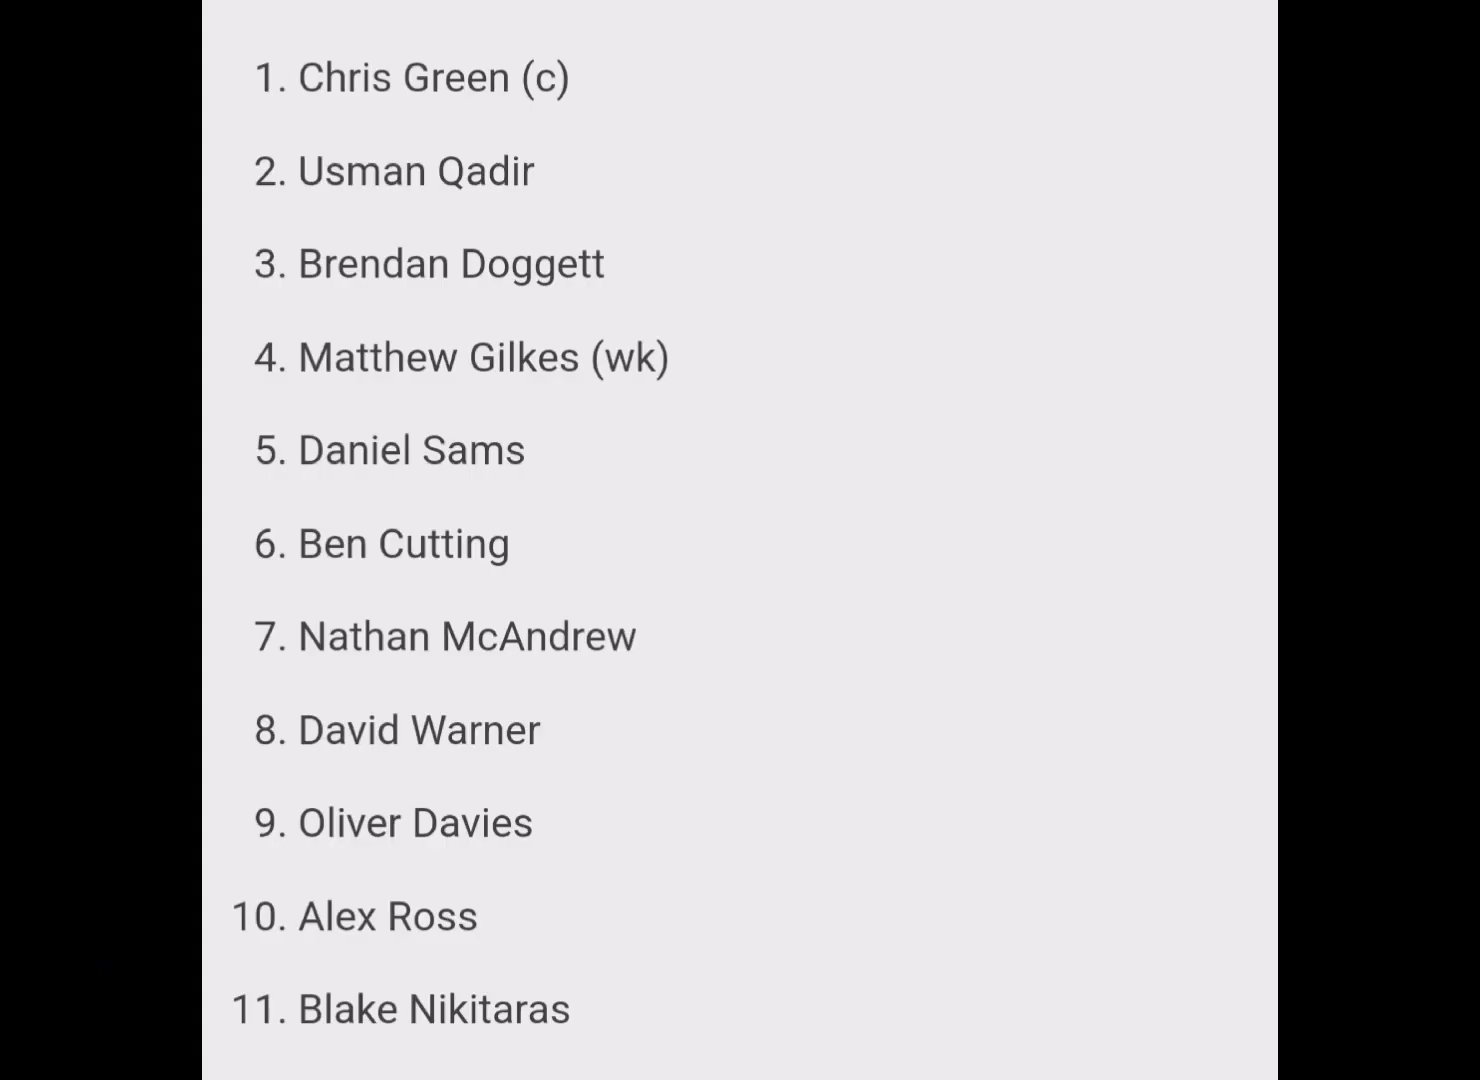 1. Chris Green (c)
2. Usman Qadir
3. Brendan Doggett
4. Matthew Gilkes (wk)
5. Daniel Sams
6. Ben Cutting
7. Nathan McAndrew
8. David Warner
9. Oliver Davies
10. Alex Ross
11. Blake Nikitaras